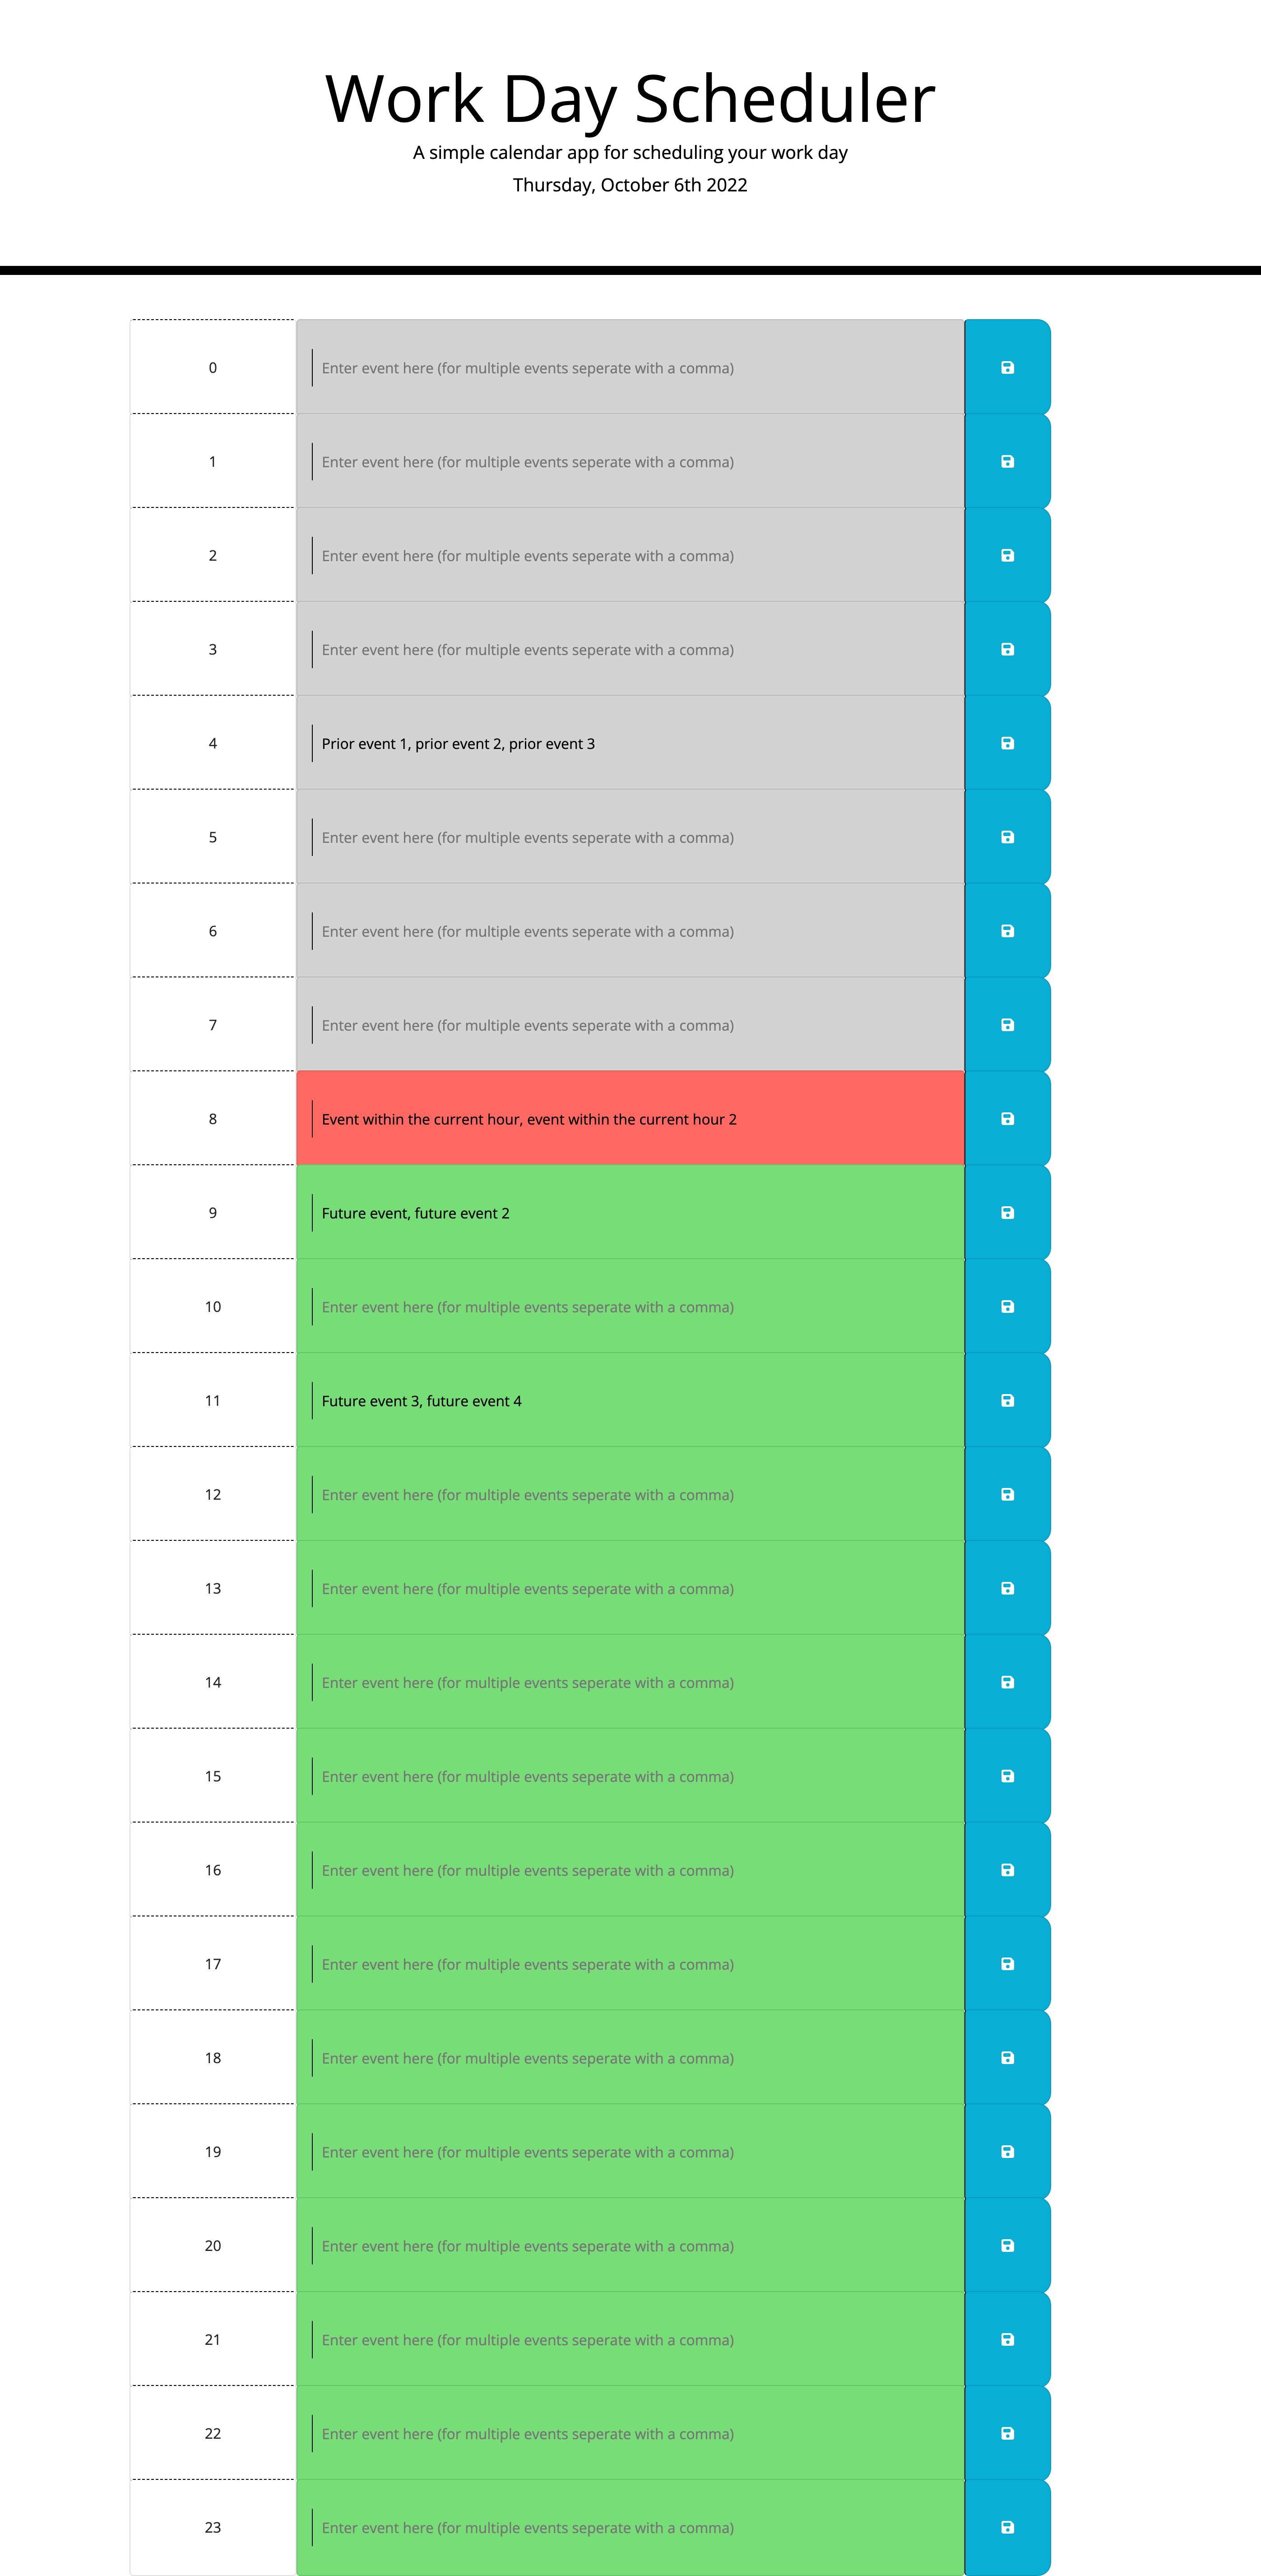 Work Day Scheduler
A simple calendar app for scheduling your work day
Thursday, October 6th 2022
0 Enter event here (for multiple events seperate with a comma)
1 Enter event here (for multiple events seperate with a comma)
2 Enter event here (for multiple events seperate with a comma)
3 Enter event here (for multiple events seperate with a comma)
4 Prior event 1, prior event 2, prior event 3
5 Enter event here (for multiple events seperate with a comma)
6 Enter event here (for multiple events seperate with a comma)
7 Enter event here (for multiple events seperate with a comma)
8 Event within the current hour, event within the current hour 2
9 Future event, future event 2
10 Enter event here (for multiple events seperate with a comma)
11 Future event 3, future event 4
12 Enter event here (for multiple events seperate with a comma)
13 Enter event here (for multiple events seperate with a comma)
14 Enter event here (for multiple events seperate with a comma)
15 Enter event here (for multiple events seperate with a comma)
16 Enter event here (for multiple events seperate with a comma)
17 Enter event here (for multiple events seperate with a comma)
18 Enter event here (for multiple events seperate with a comma)
19 Enter event here (for multiple events seperate with a comma)
20 Enter event here (for multiple events seperate with a comma)
21 Enter event here (for multiple events seperate with a comma)
22 Enter event here (for multiple events seperate with a comma)
23 Enter event here (for multiple events seperate with a comma)